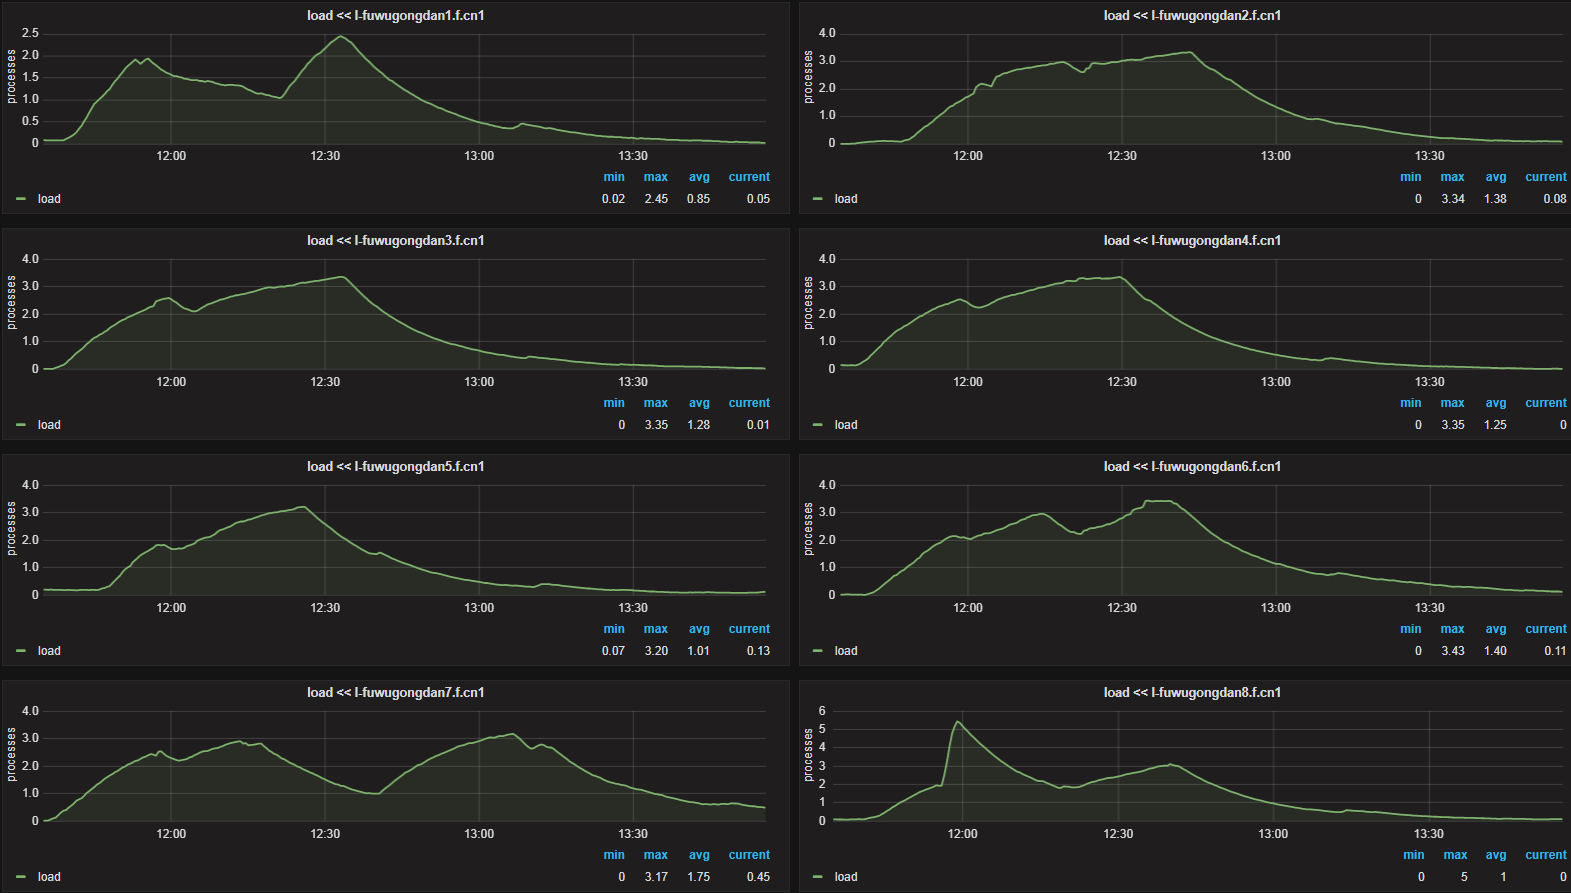 load << l-fuwugongdan1.f.cn1
processes
2.5
2.0
1.5
1.0
0.5
0
12:00 12:30 13:00 13:30
min max avg current
load 0.02 2.45 0.85 0.05
load << l-fuwugongdan2.f.cn1
processes
4.0
3.0
2.0
1.0
0
12:00 12:30 13:00 13:30
min max avg current
load 0 3.34 1.38 0.08
load << l-fuwugongdan3.f.cn1
processes
4.0
3.0
2.0
1.0
0
12:00 12:30 13:00 13:30
min max avg current
load 0 3.35 1.28 0.01
load << l-fuwugongdan4.f.cn1
processes
4.0
3.0
2.0
1.0
0
12:00 12:30 13:00 13:30
min max avg current
load 0 3.35 1.25 0
load << l-fuwugongdan5.f.cn1
processes
4.0
3.0
2.0
1.0
0
12:00 12:30 13:00 13:30
min max avg current
load 0.07 3.20 1.01 0.13
load << l-fuwugongdan6.f.cn1
processes
4.0
3.0
2.0
1.0
0
12:00 12:30 13:00 13:30
min max avg current
load 0 3.43 1.40 0.11
load << l-fuwugongdan7.f.cn1
processes
4.0
3.0
2.0
1.0
0
12:00 12:30 13:00 13:30
min max avg current
load 0 3.17 1.75 0.45
load << l-fuwugongdan8.f.cn1
processes
6
5
4
3
2
1
0
12:00 12:30 13:00 13:30
min max avg current
load 0 5 1 0